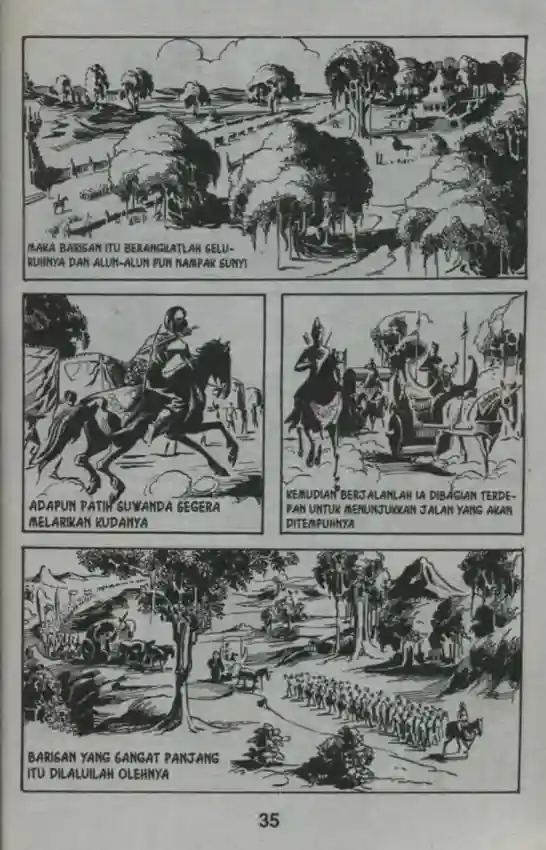 MAKA BARISAN ITU BERANGKATLAH SELU-
RUHNYA DAN ALUN-ALUN PUN NAMPAK SUNYI
ADAPUN PATIH SUWANDA SEGERA
MELARIKAN KUDANYA
KEMUDIAN BERJALANLAH IA DIBAGIAN TERDE-
PAN UNTUK MENUNJUKKAN JALAN YANG AKAN
DITEMPUHNYA
BARISAN YANG SANGAT PANJANG
ITU DILALUILAH OLEHNYA
35